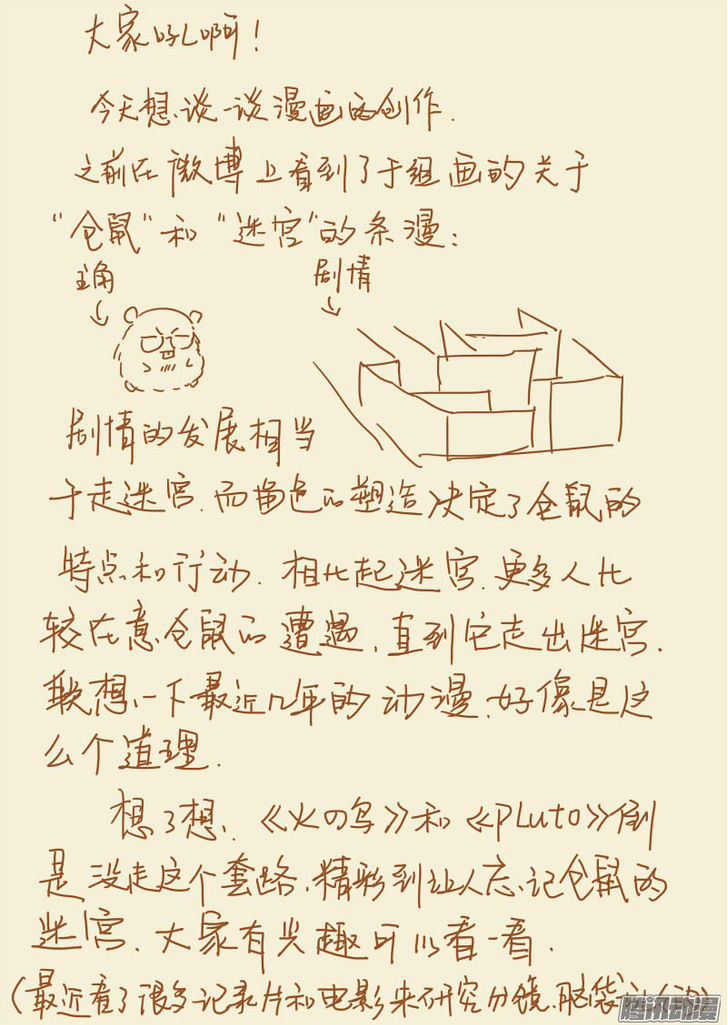 大家好啊！
今天想谈一谈漫画的创作.
之前在微博上看到了于组画的关于
“仓鼠”和“迷宫”的条漫：
主角
剧情
剧情的发展相当
于走迷宫.而角色的塑造决定了仓鼠的
特点和行动.相比起迷宫.更多人比
较在意仓鼠的遭遇,直到它走出迷宫.
联想一下最近几年的动漫,好像是这
么个道理.
想了想、《火の鸟》和《Pluto》倒
是没走这个套路,精彩到让人忘记仓鼠的
迷宫.大家有兴趣可以看一看.
(最近看了很多记录片和电影来研究分镜.脑袋
腾讯动漫